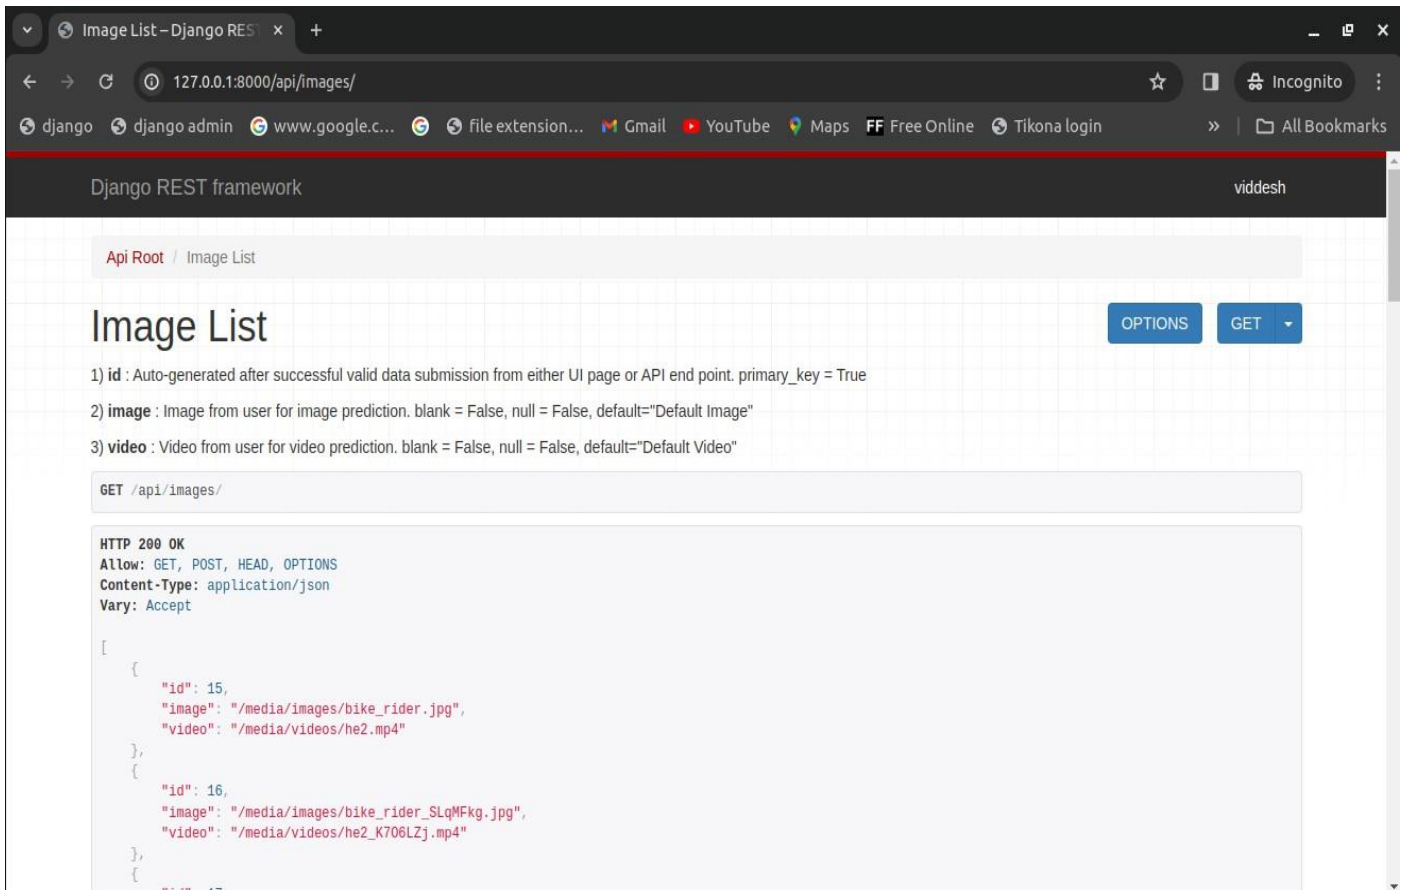 Image List – Django RES
127.0.0.1:8000/api/images/
Incognito
django django admin www.google.c... file extension... Gmail YouTube Maps FF Free Online Tikona login » All Bookmarks
Django REST framework viddesh
Api Root / Image List
Image List OPTIONS GET
1) id : Auto-generated after successful valid data submission from either UI page or API end point. primary_key = True
2) image : Image from user for image prediction. blank = False, null = False, default="Default Image"
3) video : Video from user for video prediction. blank = False, null = False, default="Default Video"
GET /api/images/
HTTP 200 OK
Allow: GET, POST, HEAD, OPTIONS
Content-Type: application/json
Vary: Accept
[
{
"id": 15,
"image": "/media/images/bike_rider.jpg",
"video": "/media/videos/he2.mp4"
},
{
"id": 16,
"image": "/media/images/bike_rider_SLqMFkg.jpg",
"video": "/media/videos/he2_K7O6LZj.mp4"
},
{